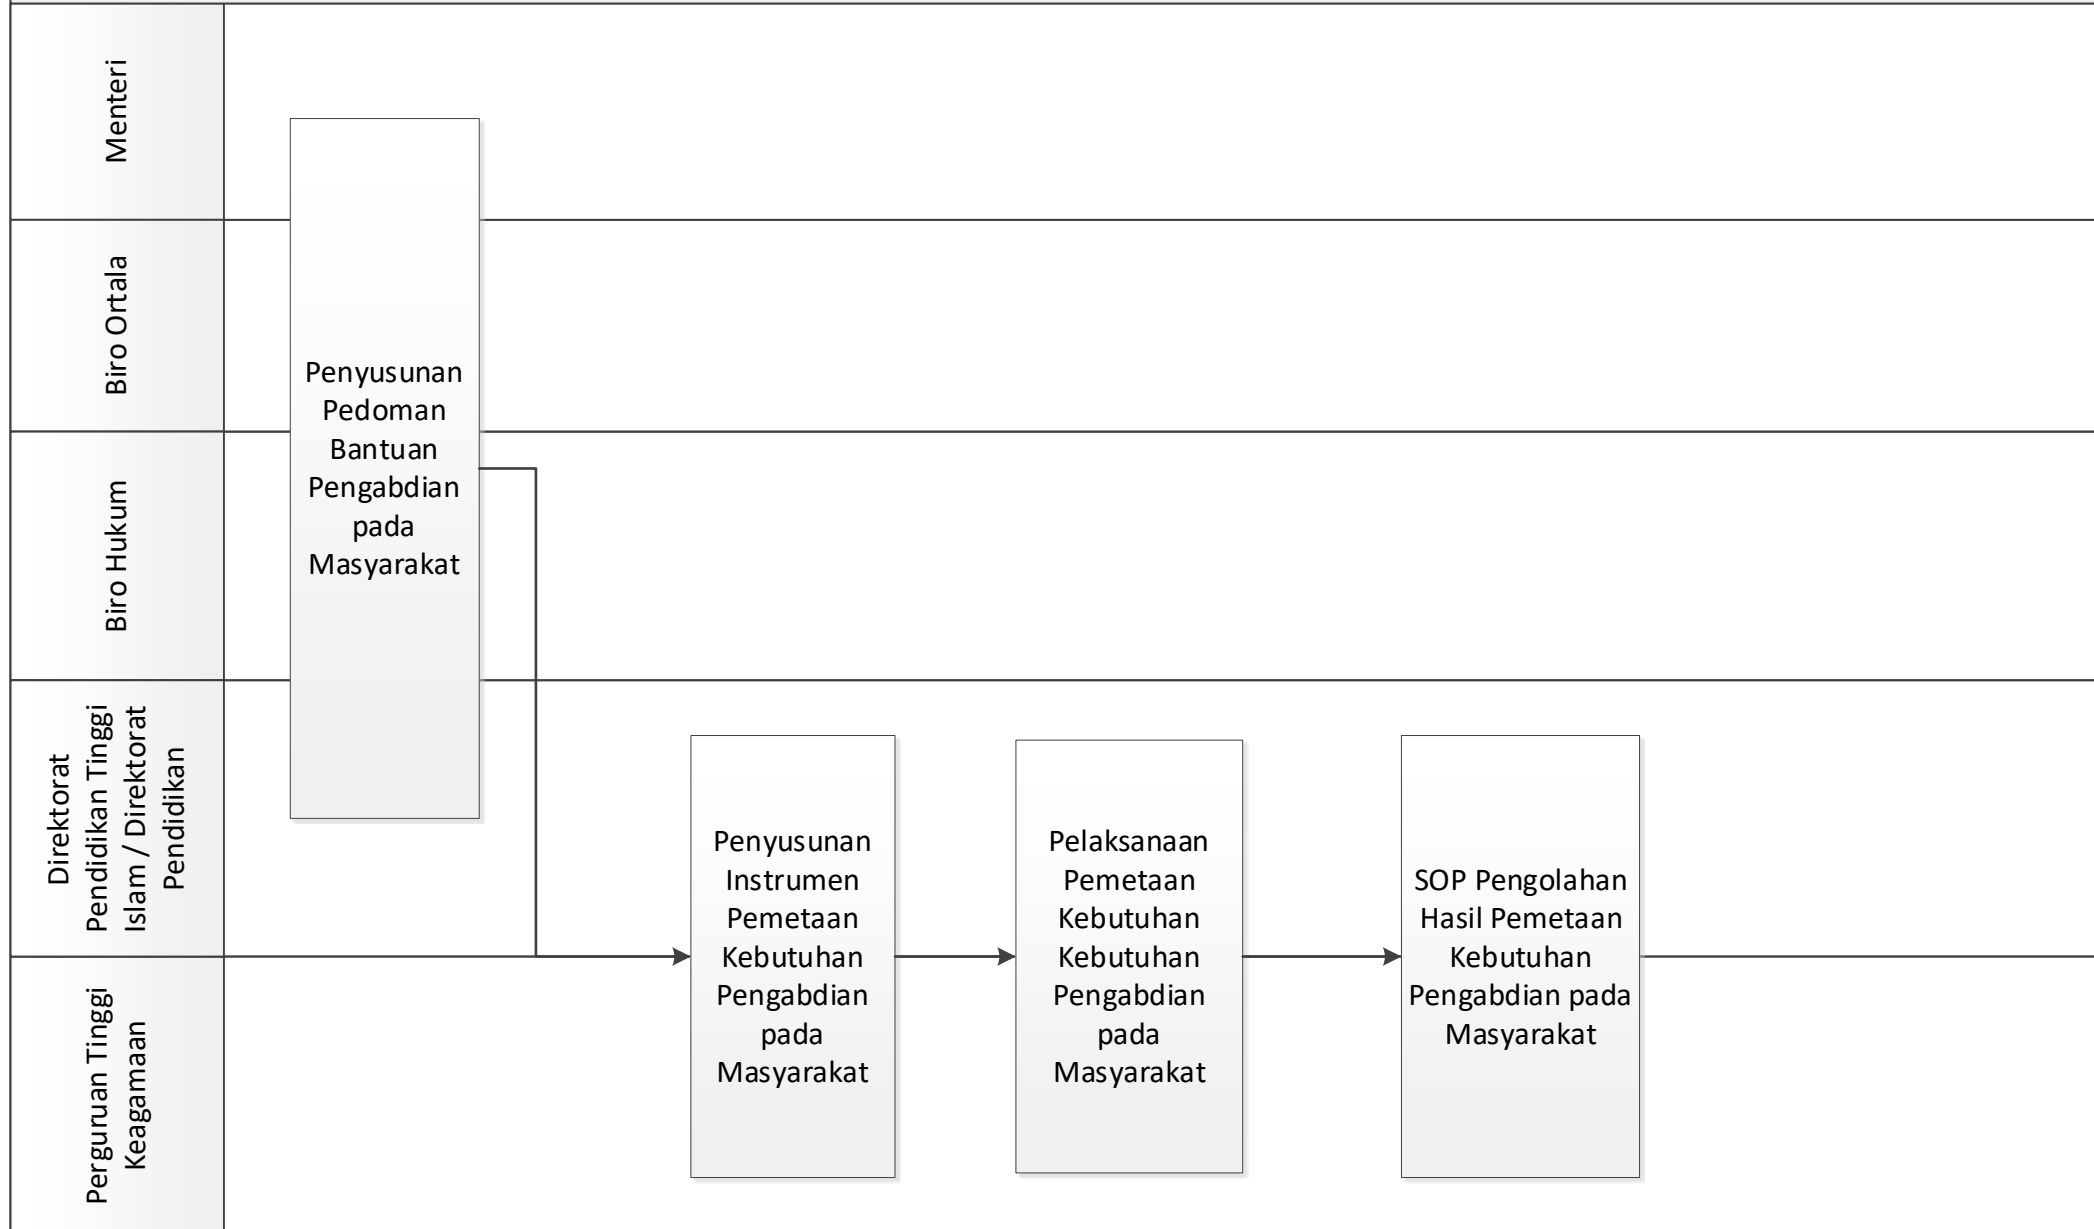 Menteri
Biro Ortala
Biro Hukum
Direktorat
Pendidikan Tinggi
Islam / Direktorat
Pendidikan
Perguruan Tinggi
Keagamaan
Penyusunan
Pedoman
Bantuan
Pengabdian
pada
Masyarakat
Penyusunan
Instrumen
Pemetaan
Kebutuhan
Pengabdian
pada
Masyarakat
Pelaksanaan
Pemetaan
Kebutuhan
Kebutuhan
Pengabdian
pada
Masyarakat
SOP Pengolahan
Hasil Pemetaan
Kebutuhan
Pengabdian pada
Masyarakat